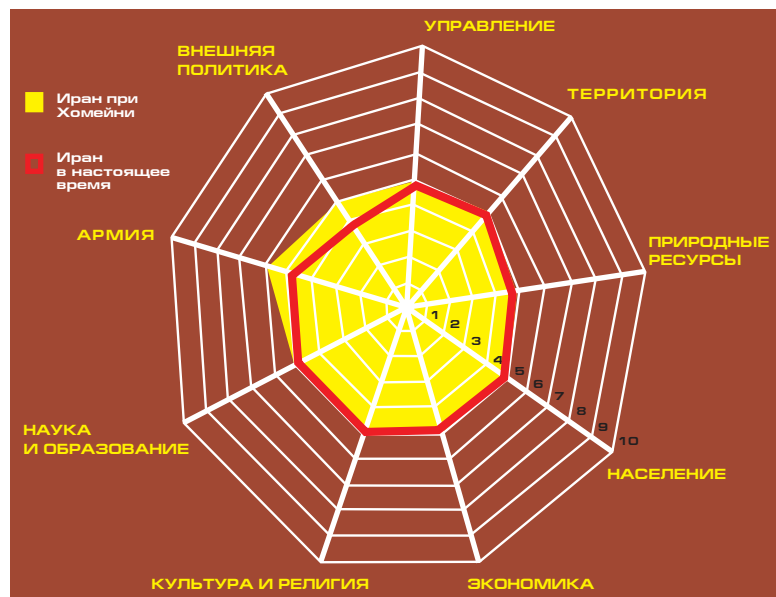 УПРАВЛЕНИЕ
ВНЕШНЯЯ
ПОЛИТИКА
ТЕРРИТОРИЯ
Иран при
Хомейни
Иран
в настоящее
время
АРМИЯ
ПРИРОДНЫЕ
РЕСУРСЫ
1
2
3
4
5
6
7
8
9
10
НАУКА
И ОБРАЗОВАНИЕ
НАСЕЛЕНИЕ
КУЛЬТУРА И РЕЛИГИЯ
ЭКОНОМИКА